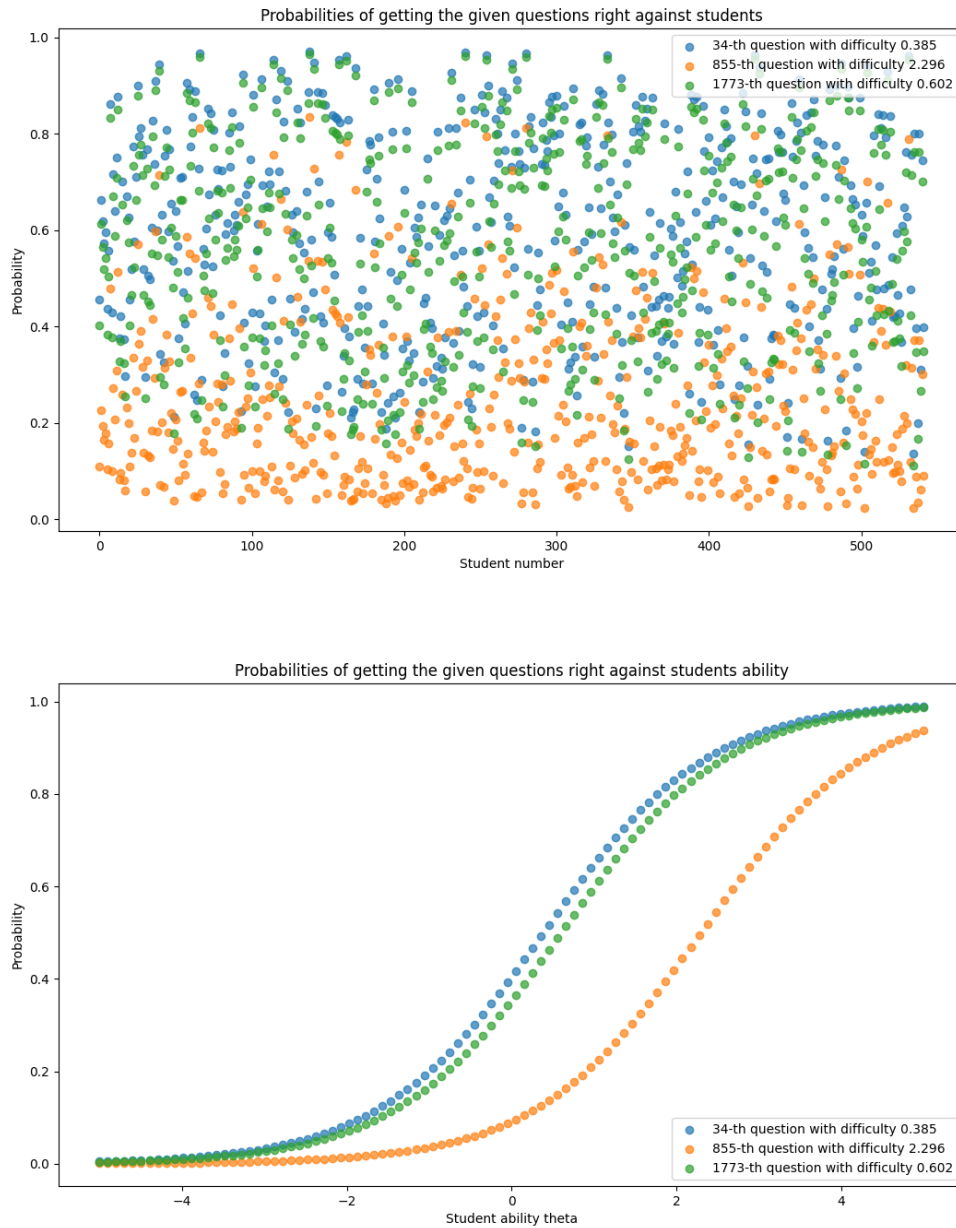 Probabilities of getting the given questions right against students
1.0
0.8
0.6
0.4
0.2
0.0
Probability
34-th question with difficulty 0.385
855-th question with difficulty 2.296
1773-th question with difficulty 0.602
0 100 200 300 400 500
Student number
Probabilities of getting the given questions right against students ability
1.0
0.8
0.6
0.4
0.2
0.0
Probability
34-th question with difficulty 0.385
855-th question with difficulty 2.296
1773-th question with difficulty 0.602
−4 −2 0 2 4
Student ability theta